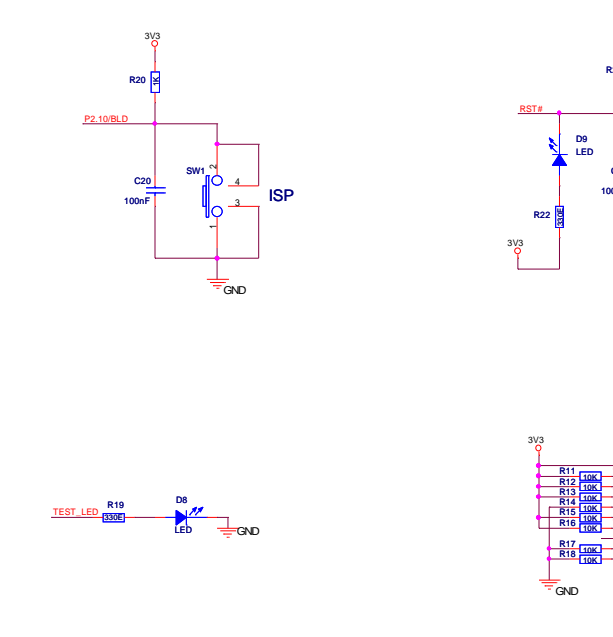 3V3
R20
1K
P2.10/BLD
SW1
2
4
3
1
C20
100nF
ISP
GND
R
RST#
D9
LED
C
100
R22
330E
3V3
TEST_LED
R19
330E
D8
LED
GND
3V3
R11
10K
R12
10K
R13
10K
R14
10K
R15
10K
R16
10K
R17
10K
R18
10K
GND